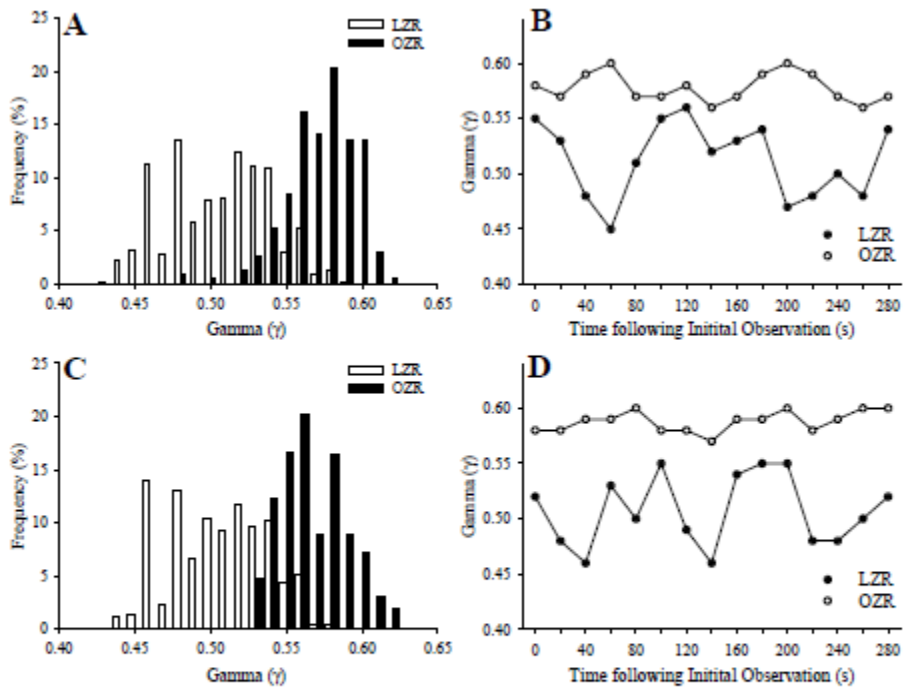 A
LZR
OZR
25
20
15
10
5
0
Frequency (%)
0.40 0.45 0.50 0.55 0.60 0.65
Gamma (γ)
B
0.60
0.55
0.50
0.45
0.40
Gamma (γ)
LZR
OZR
0 40 80 120 160 200 240 280
Time following Initital Observation (s)
C
LZR
OZR
25
20
15
10
5
0
Frequency (%)
0.40 0.45 0.50 0.55 0.60 0.65
Gamma (γ)
D
0.60
0.55
0.50
0.45
0.40
Gamma (γ)
LZR
OZR
0 40 80 120 160 200 240 280
Time following Initital Observation (s)